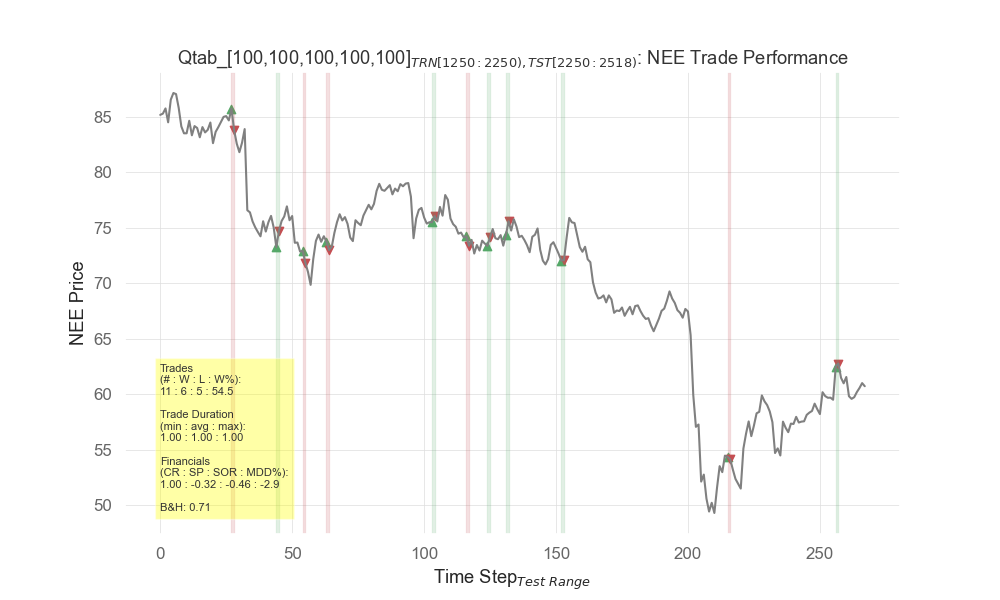 Qtab_[100,100,100,100,100]TRN[1250:2250),TST[2250:2518): NEE Trade Performance
NEE Price
85
80
75
70
65
60
55
50
Trades
(# : W : L : W%):
11 : 6 : 5 : 54.5
Trade Duration
(min : avg : max):
1.00 : 1.00 : 1.00
Financials
(CR : SP : SOR : MDD%):
1.00 : -0.32 : -0.46 : -2.9
B&H: 0.71
0 50 100 150 200 250
Time StepTest Range